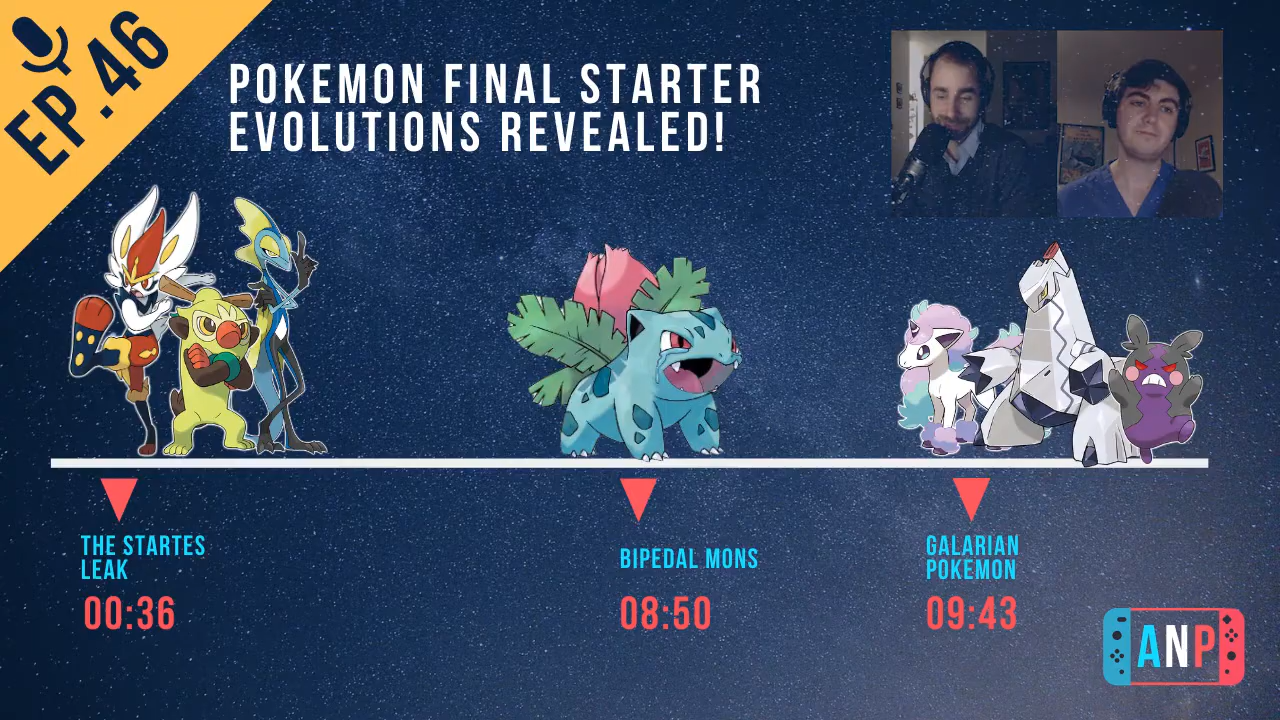 EP.46
POKEMON FINAL STARTER
EVOLUTIONS REVEALED!
THE STARTES
LEAK
00:36
BIPEDAL MONS
08:50
GALARIAN
POKEMON
09:43
ANP